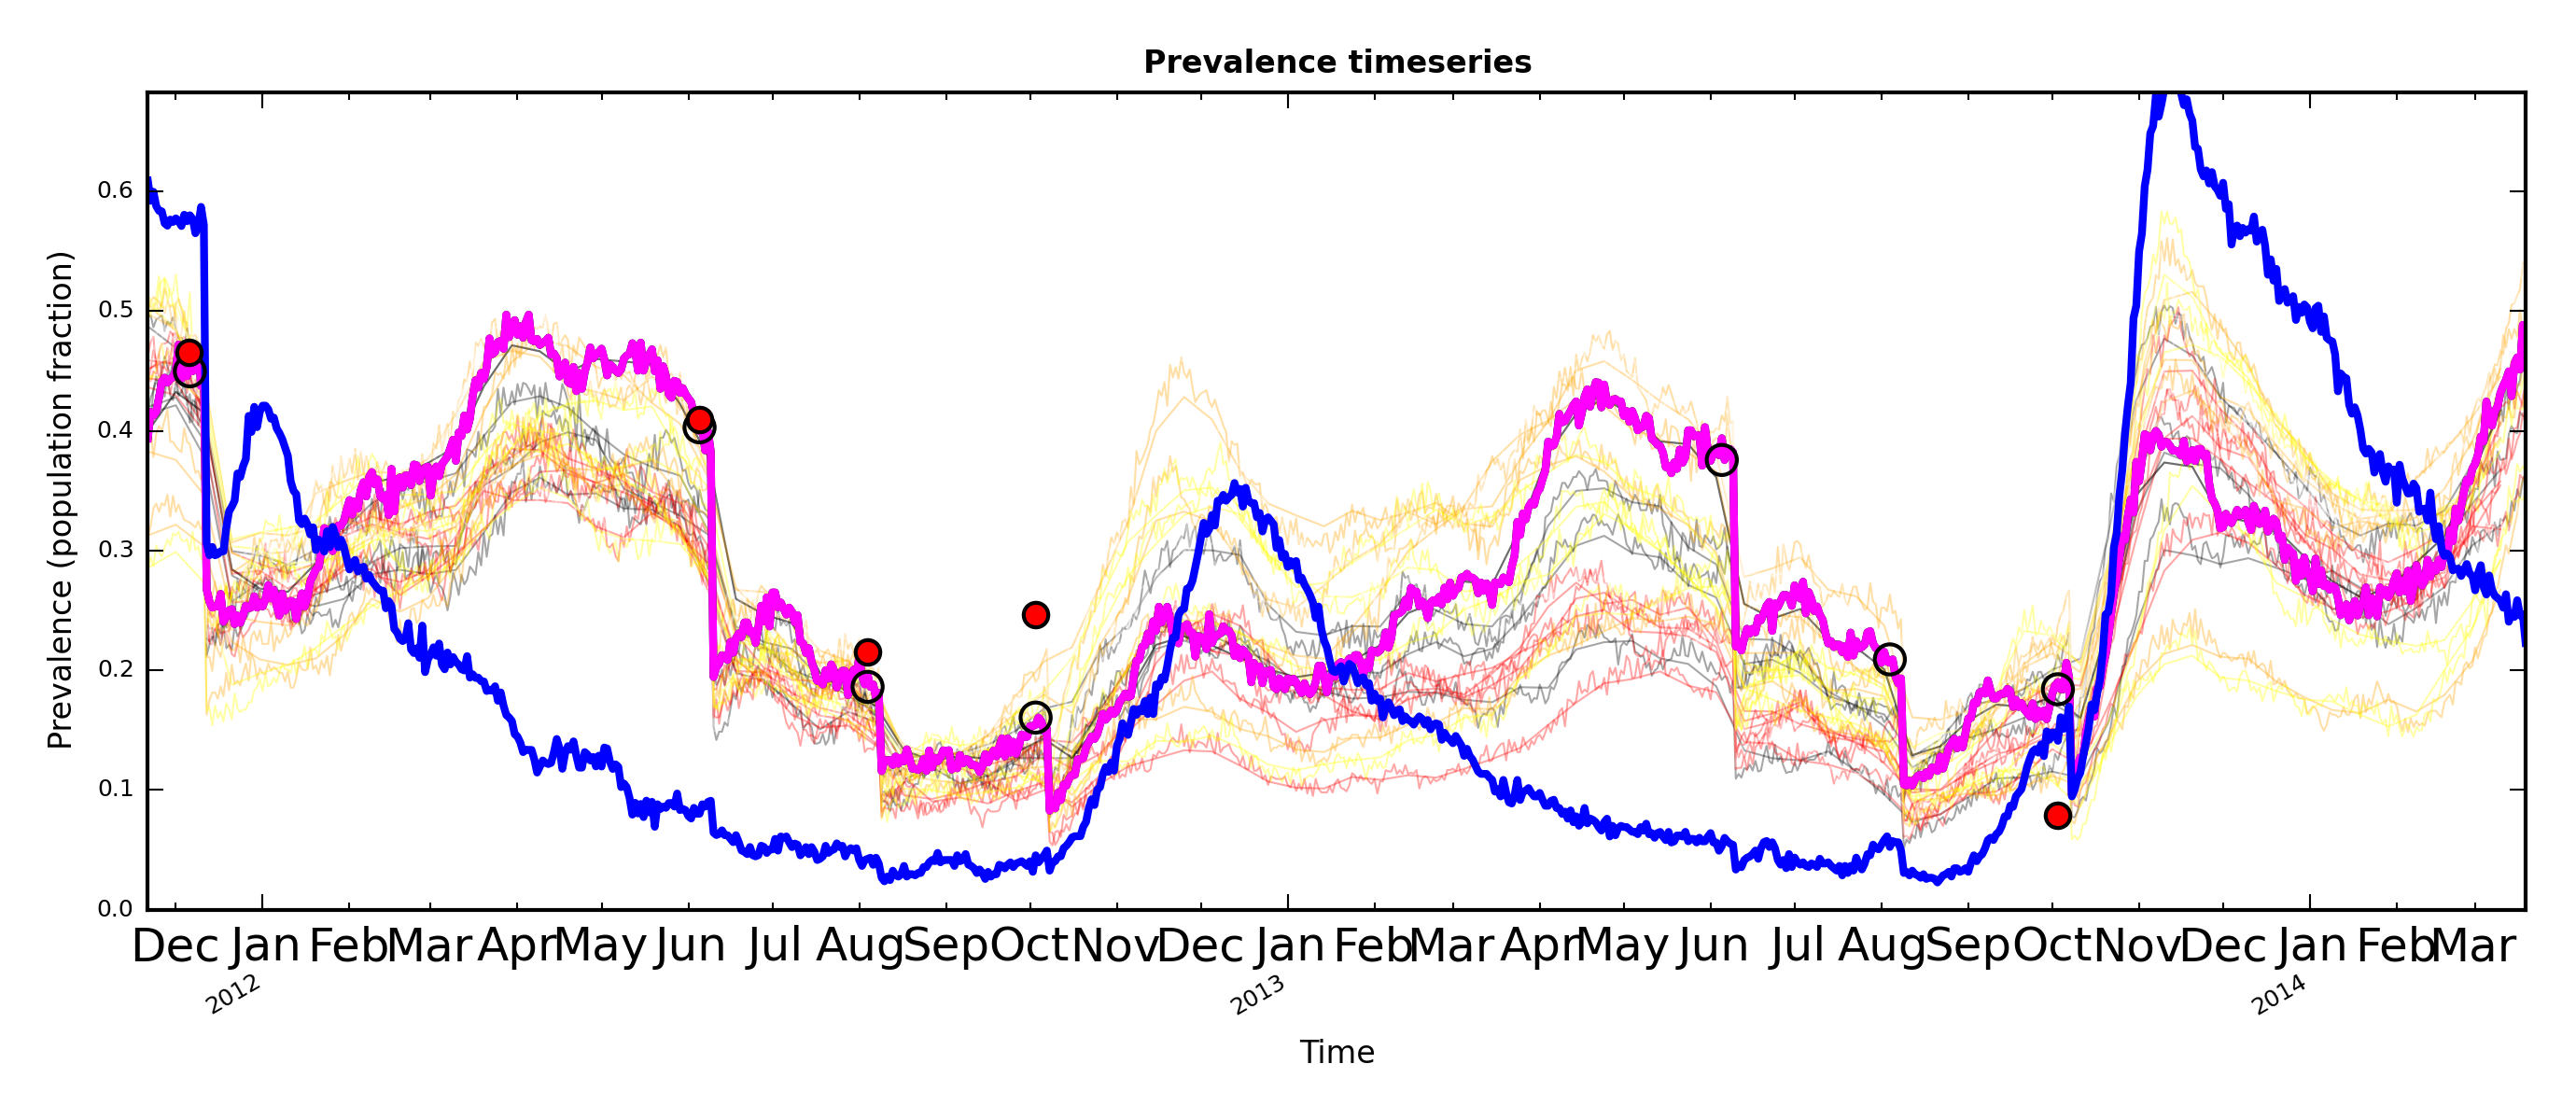 Prevalence timeseries
Prevalence (population fraction)
0.6
0.5
0.4
0.3
0.2
0.1
0.0
Dec Jan Feb Mar Apr May Jun Jul Aug Sep Oct Nov Dec Jan Feb Mar Apr May Jun Jul Aug Sep Oct Nov Dec Jan Feb Mar
2012 2013 2014
Time